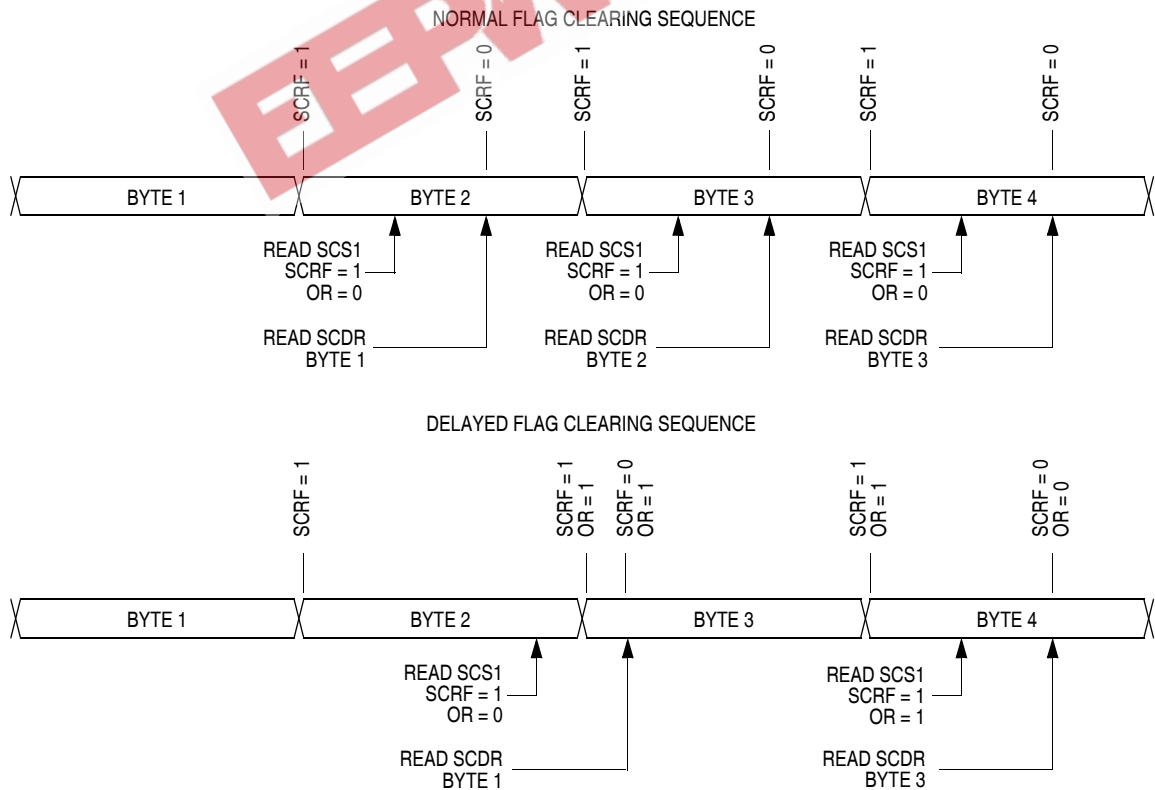 NORMAL FLAG CLEARING SEQUENCE
SCRF = 1
SCRF = 0
SCRF = 1
SCRF = 0
SCRF = 1
SCRF = 0
BYTE 1
BYTE 2
BYTE 3
BYTE 4
READ SCS1
SCRF = 1
OR = 0
READ SCS1
SCRF = 1
OR = 0
READ SCS1
SCRF = 1
OR = 0
READ SCDR
BYTE 1
READ SCDR
BYTE 2
READ SCDR
BYTE 3
DELAYED FLAG CLEARING SEQUENCE
SCRF = 1
SCRF = 1
OR = 1
SCRF = 0
OR = 1
SCRF = 1
OR = 1
SCRF = 0
OR = 0
BYTE 1
BYTE 2
BYTE 3
BYTE 4
READ SCS1
SCRF = 1
OR = 0
READ SCS1
SCRF = 1
OR = 1
READ SCDR
BYTE 1
READ SCDR
BYTE 3